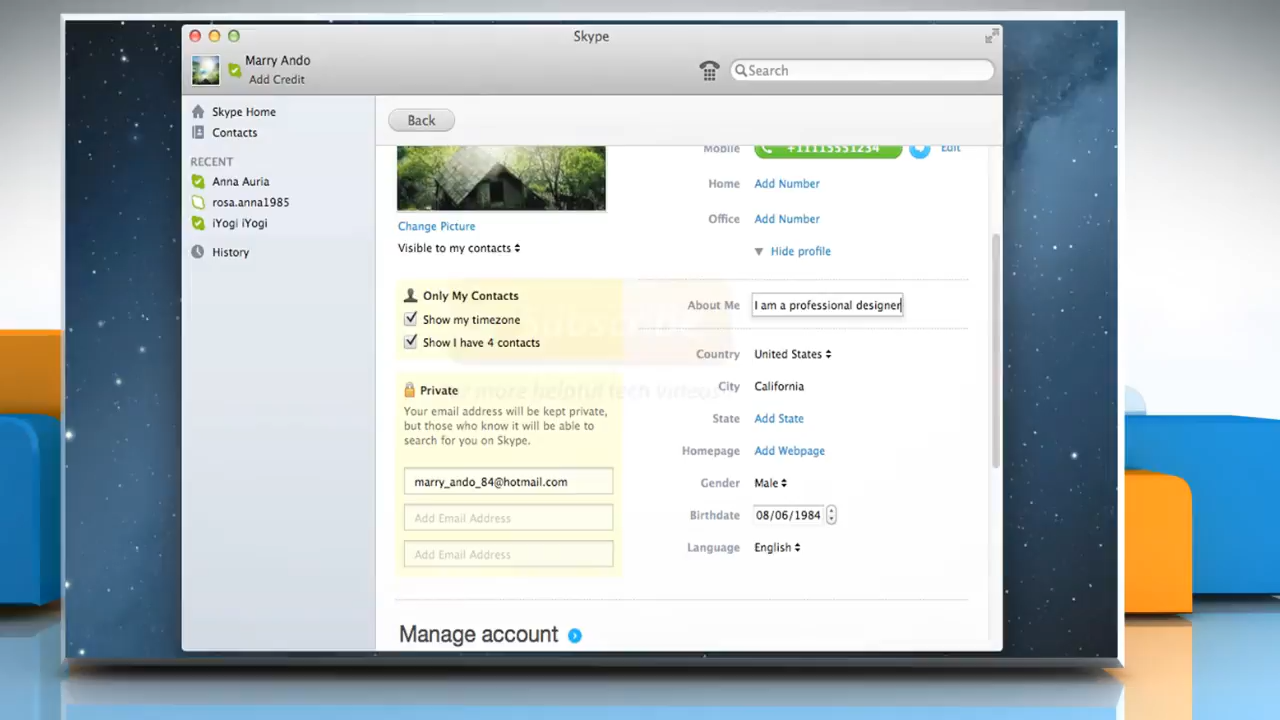 Skype
Marry Ando
Add Credit
Search
Skype Home
Contacts
RECENT
Anna Auria
rosa.anna1985
iYogi iYogi
History
Back
Mobile +11115551234 Edit
Home Add Number
Office Add Number
Hide profile
Change Picture
Visible to my contacts
Only My Contacts
Show my timezone
Show I have 4 contacts
Private
Your email address will be kept private,
but those who know it will be able to
search for you on Skype.
marry_ando_84@hotmail.com
Add Email Address
Add Email Address
About Me I am a professional designer
Country United States
City California
State Add State
Homepage Add Webpage
Gender Male
Birthdate 08/06/1984
Language English
more helpful tech videos
Manage account